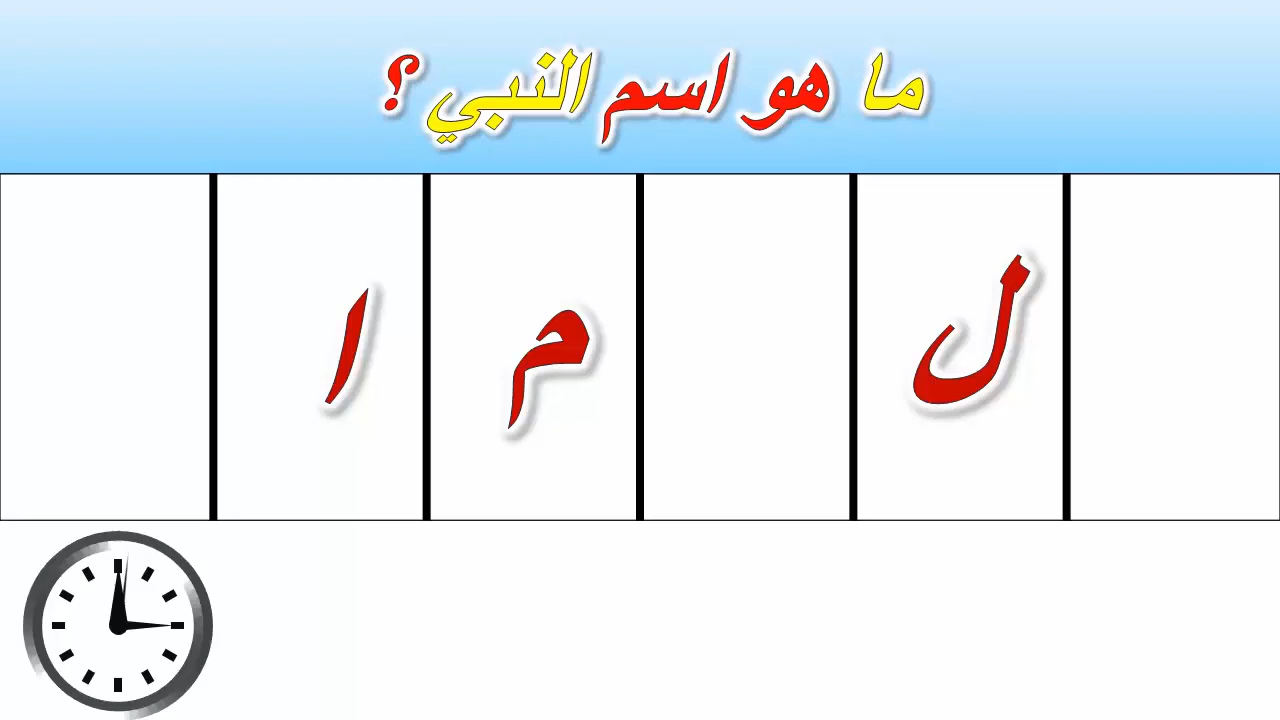 ما هو اسم النبي ؟
ل م ا